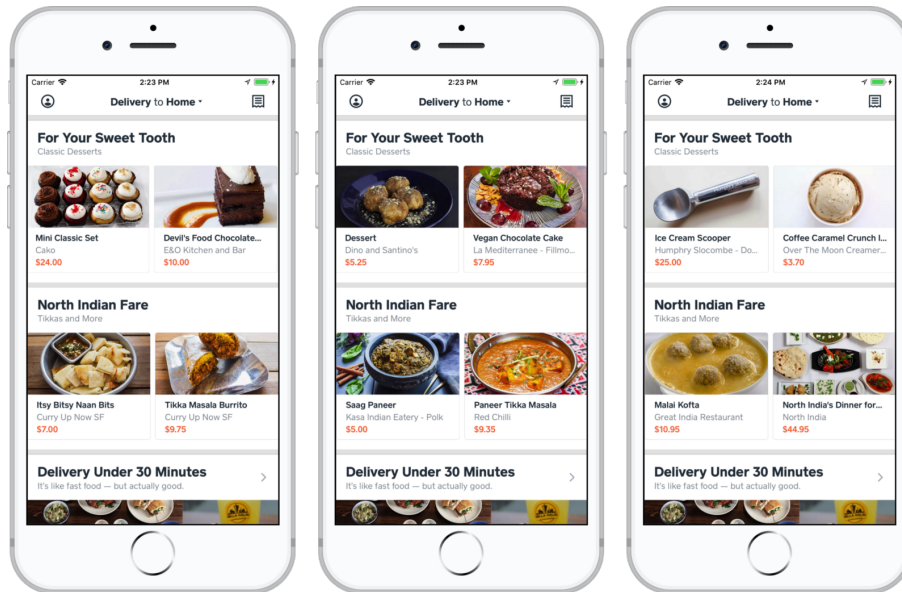 Carrier 2:23 PM
Delivery to Home
For Your Sweet Tooth
Classic Desserts
Mini Classic Set
Cako
$24.00
Devil's Food Chocolate...
E&O Kitchen and Bar
$10.00
North Indian Fare
Tikkas and More
Itsy Bitsy Naan Bits
Curry Up Now SF
$7.00
Tikka Masala Burrito
Curry Up Now SF
$9.75
Delivery Under 30 Minutes
It's like fast food — but actually good.
Carrier 2:23 PM
Delivery to Home
For Your Sweet Tooth
Classic Desserts
Dessert
Dino and Santino's
$5.25
Vegan Chocolate Cake
La Mediterranee - Fillmo...
$7.95
North Indian Fare
Tikkas and More
Saag Paneer
Kasa Indian Eatery - Polk
$5.00
Paneer Tikka Masala
Red Chilli
$9.35
Delivery Under 30 Minutes
It's like fast food — but actually good.
Carrier 2:24 PM
Delivery to Home
For Your Sweet Tooth
Classic Desserts
Ice Cream Scooper
Humphry Slocombe - Do...
$25.00
Coffee Caramel Crunch I...
Over The Moon Creamer...
$3.70
North Indian Fare
Tikkas and More
Malai Kofta
Great India Restaurant
$10.95
North India's Dinner for...
North India
$44.95
Delivery Under 30 Minutes
It's like fast food — but actually good.